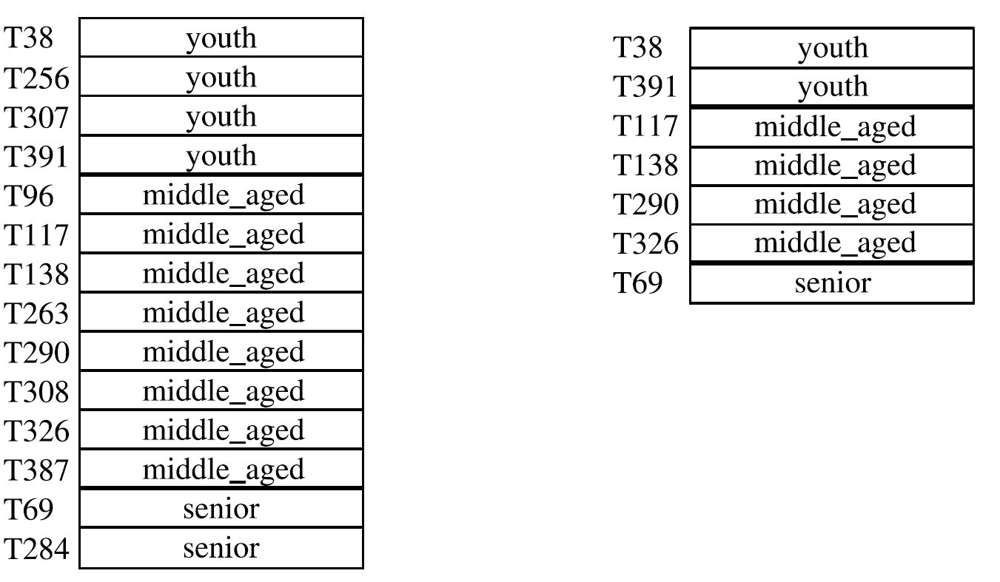 T38 youth
T256 youth
T307 youth
T391 youth
T96 middle_aged
T117 middle_aged
T138 middle_aged
T263 middle_aged
T290 middle_aged
T308 middle_aged
T326 middle_aged
T387 middle_aged
T69 senior
T284 senior
T38 youth
T391 youth
T117 middle_aged
T138 middle_aged
T290 middle_aged
T326 middle_aged
T69 senior